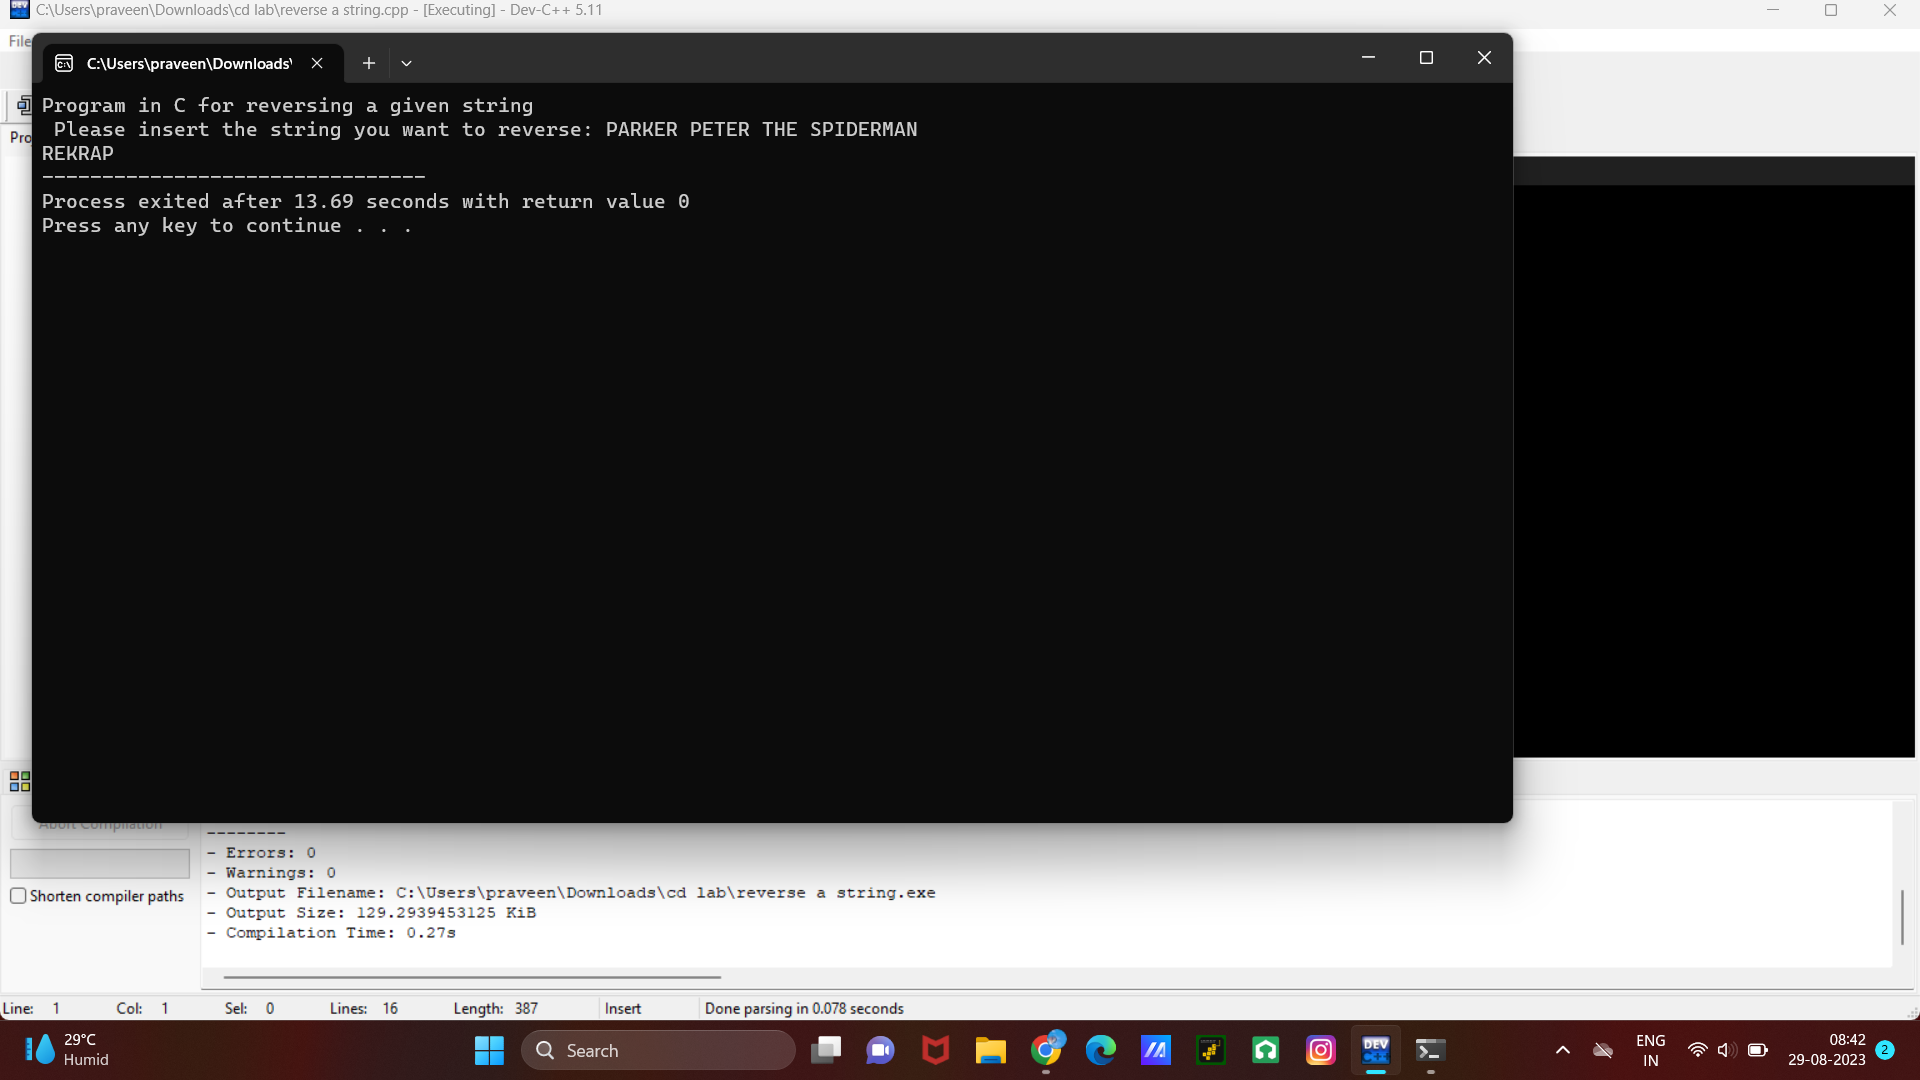 C:\Users\praveen\Downloads\cd lab\reverse a string.cpp - [Executing] - Dev-C++ 5.11
File
C:\Users\praveen\Downloads\
Program in C for reversing a given string
Please insert the string you want to reverse: PARKER PETER THE SPIDERMAN
REKRAP
--------------------------------
Process exited after 13.69 seconds with return value 0
Press any key to continue . . .
Abort Compilation
Shorten compiler paths
--------
- Errors: 0
- Warnings: 0
- Output Filename: C:\Users\praveen\Downloads\cd lab\reverse a string.exe
- Output Size: 129.2939453125 KiB
- Compilation Time: 0.27s
Line: 1 Col: 1 Sel: 0 Lines: 16 Length: 387 Insert Done parsing in 0.078 seconds
29°C
Humid
Search
DEV
C++
ENG
IN
08:42
29-08-2023
2